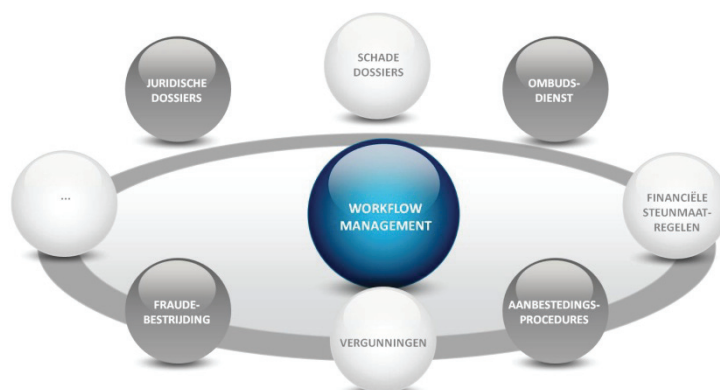 SCHADE
DOSSIERS
JURIDISCHE
DOSSIERS
OMBUDS-
DIENST
...
WORKFLOW
MANAGEMENT
FINANCIËLE
STEUNMAAT-
REGELEN
FRAUDE-
BESTRIJDING
AANBESTEDINGS-
PROCEDURES
VERGUNNINGEN